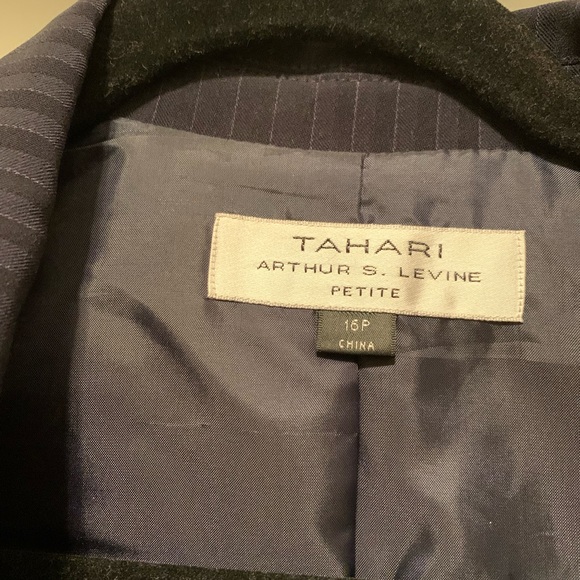 TAHARI
ARTHUR S. LEVINE
PETITE
16P
CHINA